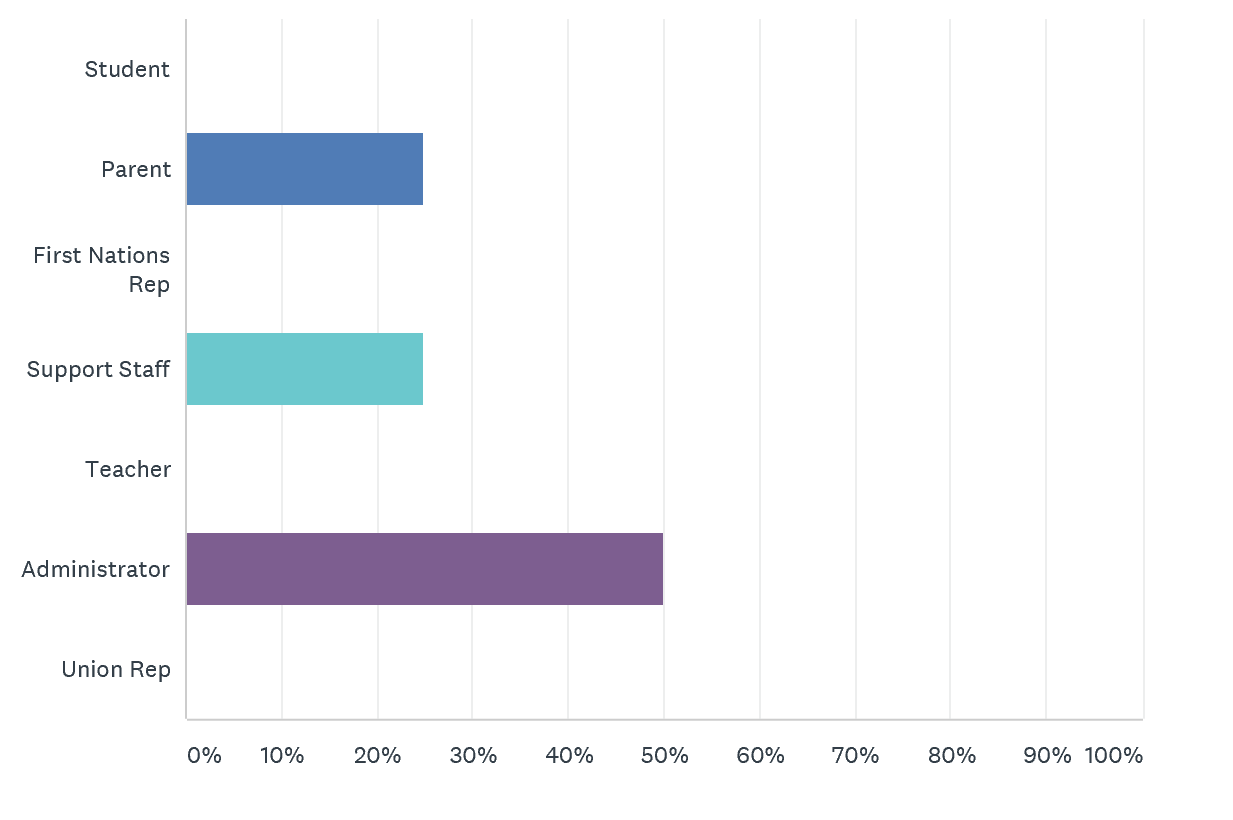 Student
Parent
First Nations
Rep
Support Staff
Teacher
Administrator
Union Rep
0% 10% 20% 30% 40% 50% 60% 70% 80% 90% 100%